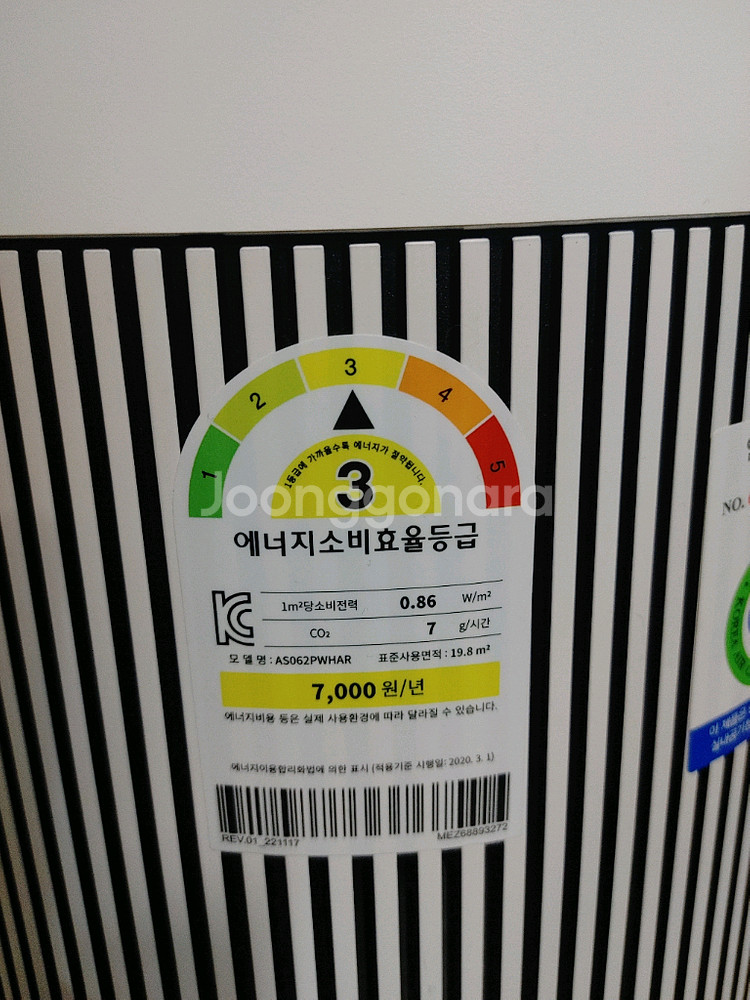 1 2 3 4 5
1등급에 가까울수록 에너지가 절약됩니다.
3
Joonggonara
에너지소비효율등급
1m²당소비전력 0.86 W/m²
CO₂ 7 g/시간
모 델 명 : AS062PWHAR 표준사용면적 : 19.8 m²
7,000 원/년
에너지비용 등은 실제 사용환경에 따라 달라질 수 있습니다.
에너지이용합리화법에 의한 표시 (적용기준 시행일: 2020. 3. 1)
REV.01_221117 MEZ68893272
NO.
이 제품은